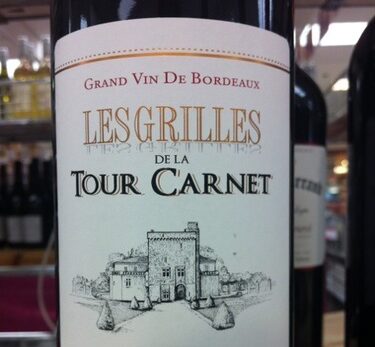 GRAND VIN DE BORDEAUX
LES GRILLES
DE LA
TOUR CARNET